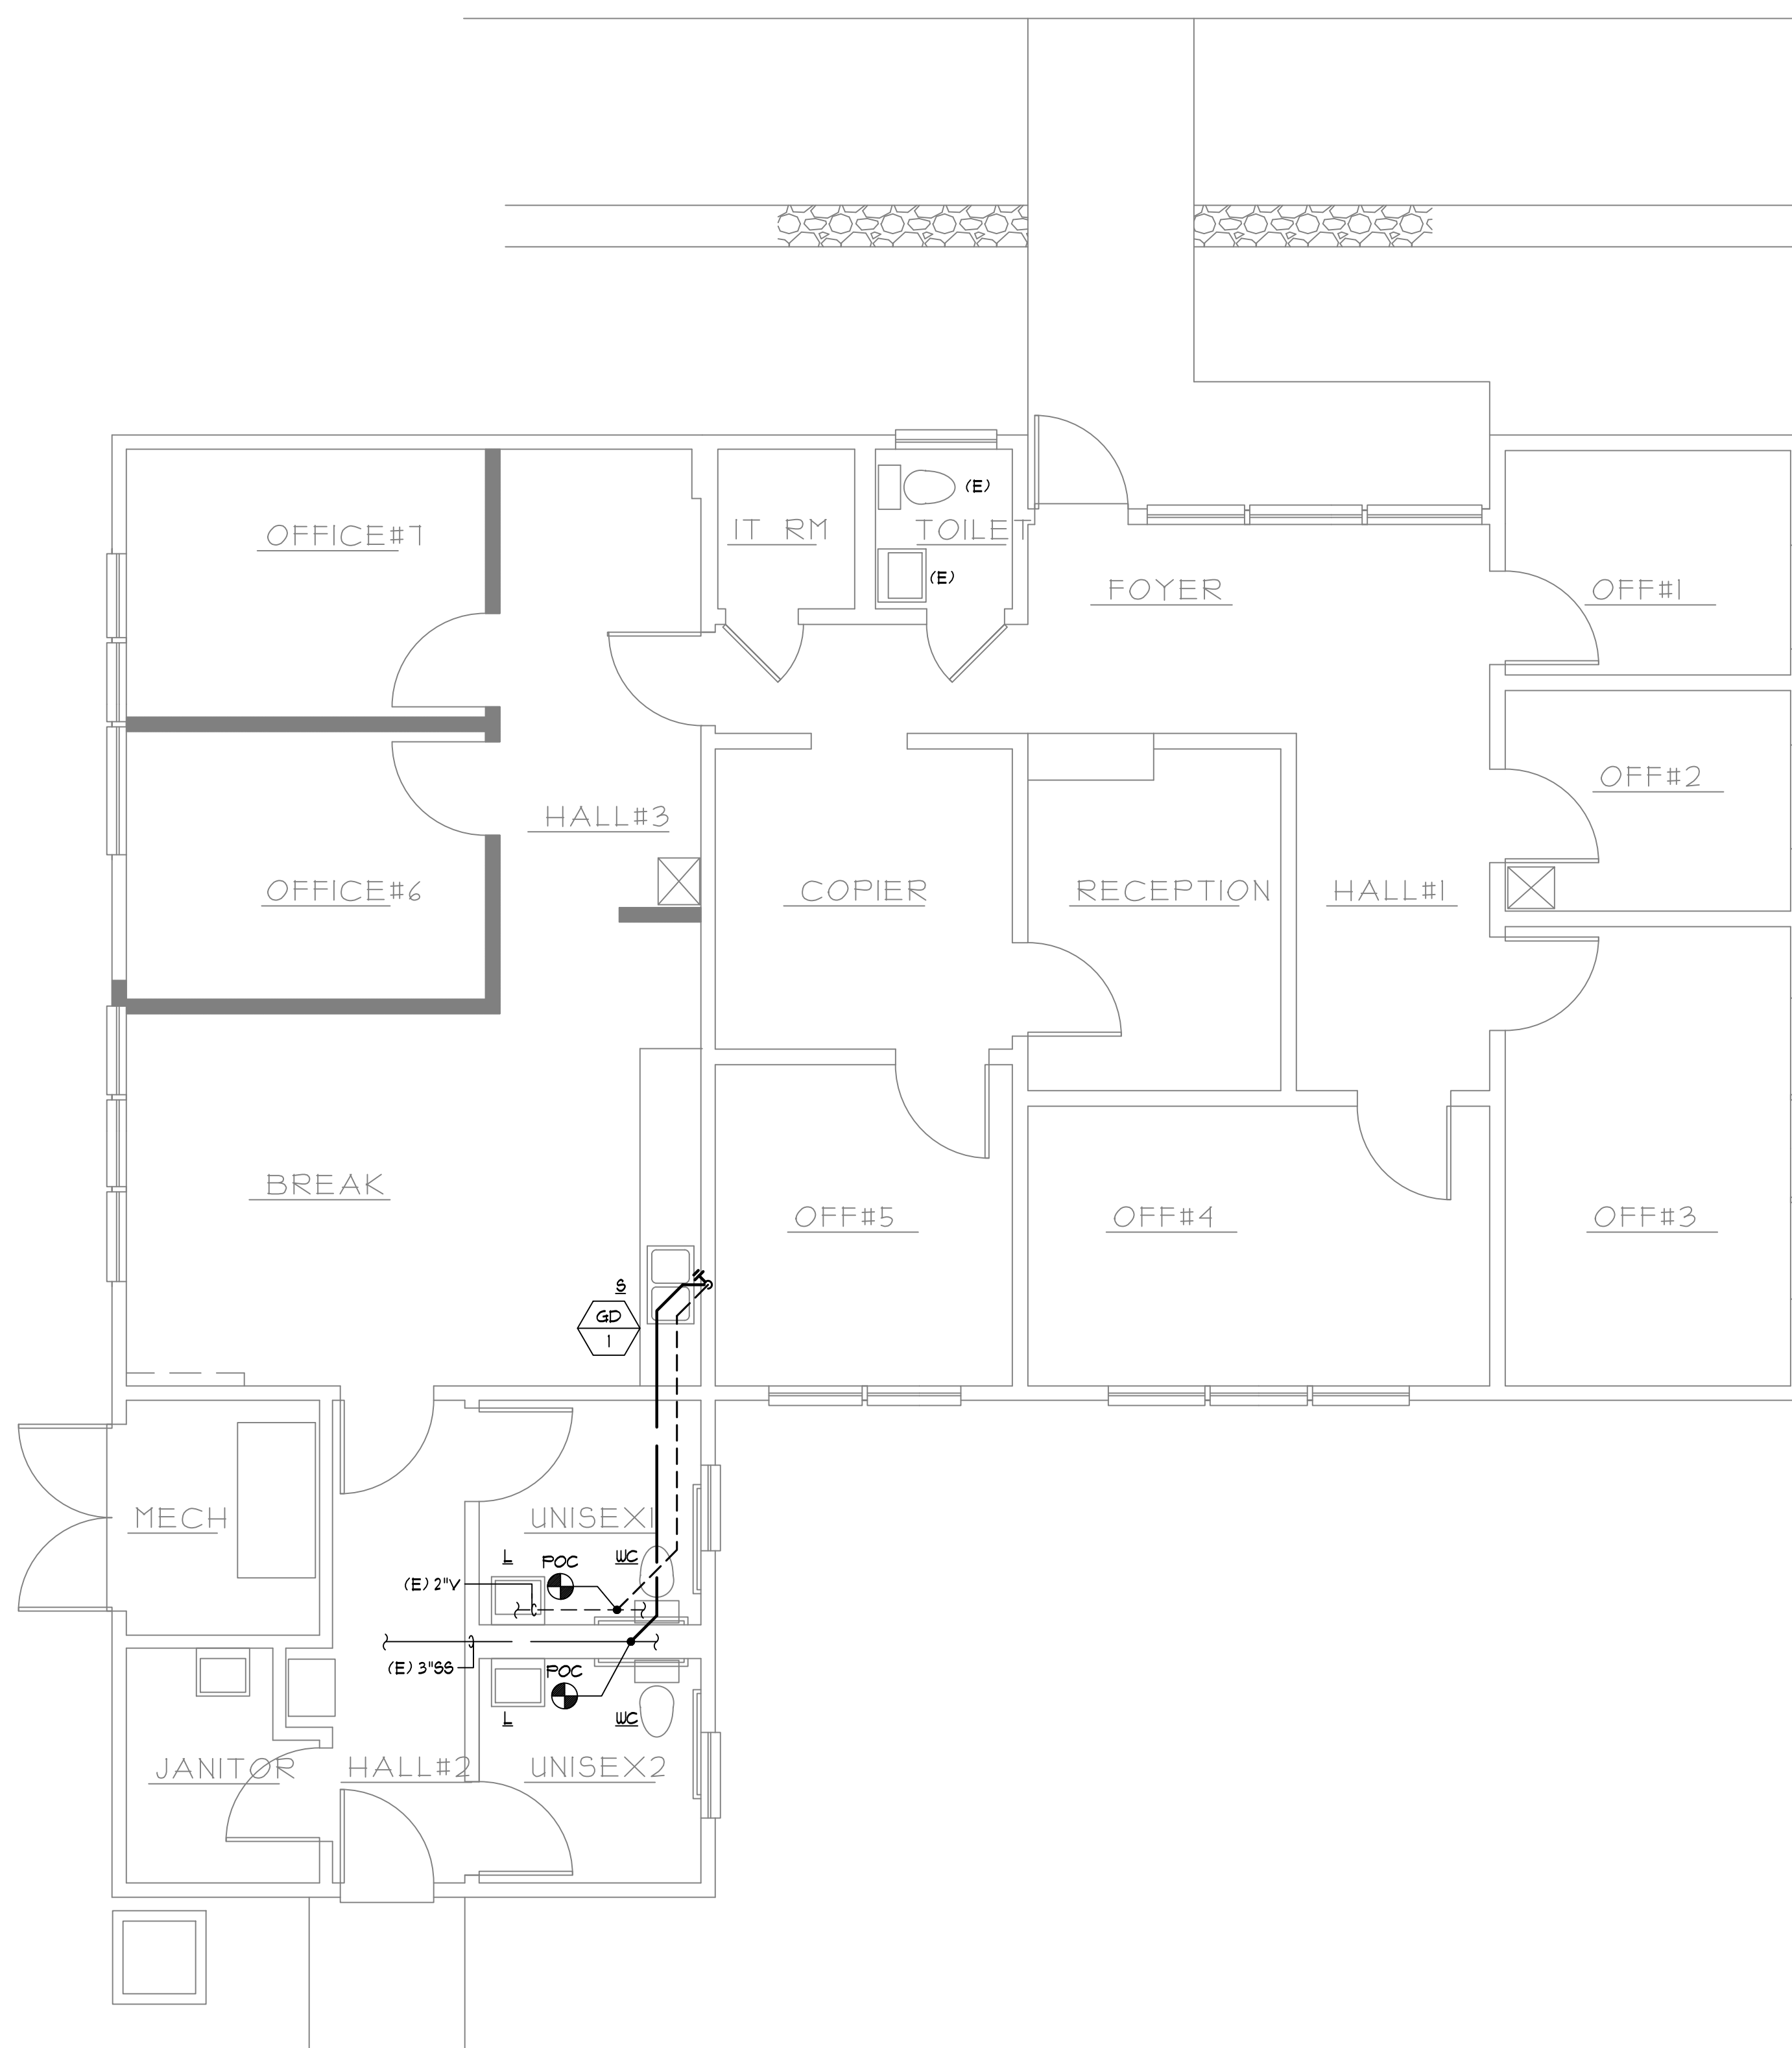 (E)
OFFICE#7
IT RM
TOILET
(E)
FOYER
OFF#1
OFF#2
HALL#3
OFFICE#6
COPIER
RECEPTION
HALL#1
BREAK
OFF#5
OFF#4
OFF#3
S
GD
1
MECH
UNISEX1
L
POC
WC
(E) 2"V
(E) 3"SS
POC
L
WC
JANITOR
HALL#2
UNISEX2